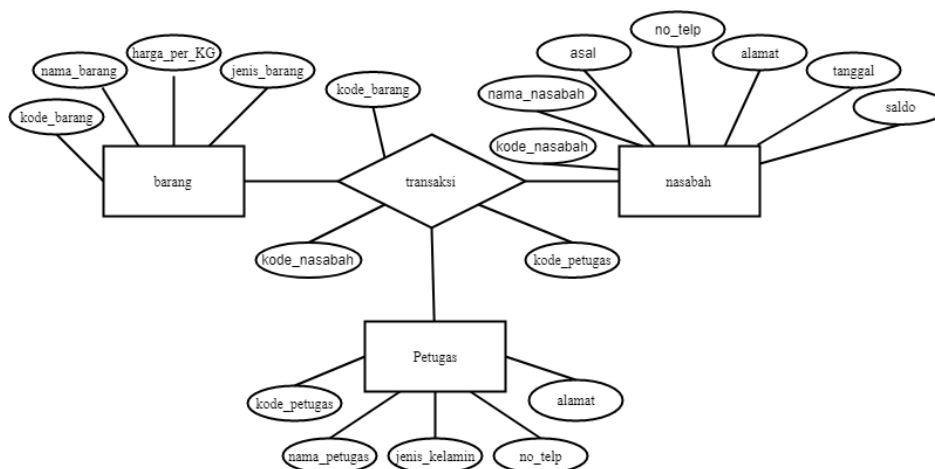 harga_per_KG
nama_barang
jenis_barang
kode_barang
kode_barang
no_telp
asal
alamat
tanggal
nama_nasabah
saldo
kode_nasabah
barang
transaksi
nasabah
kode_nasabah
kode_petugas
Petugas
kode_petugas
alamat
nama_petugas
jenis_kelamin
no_telp